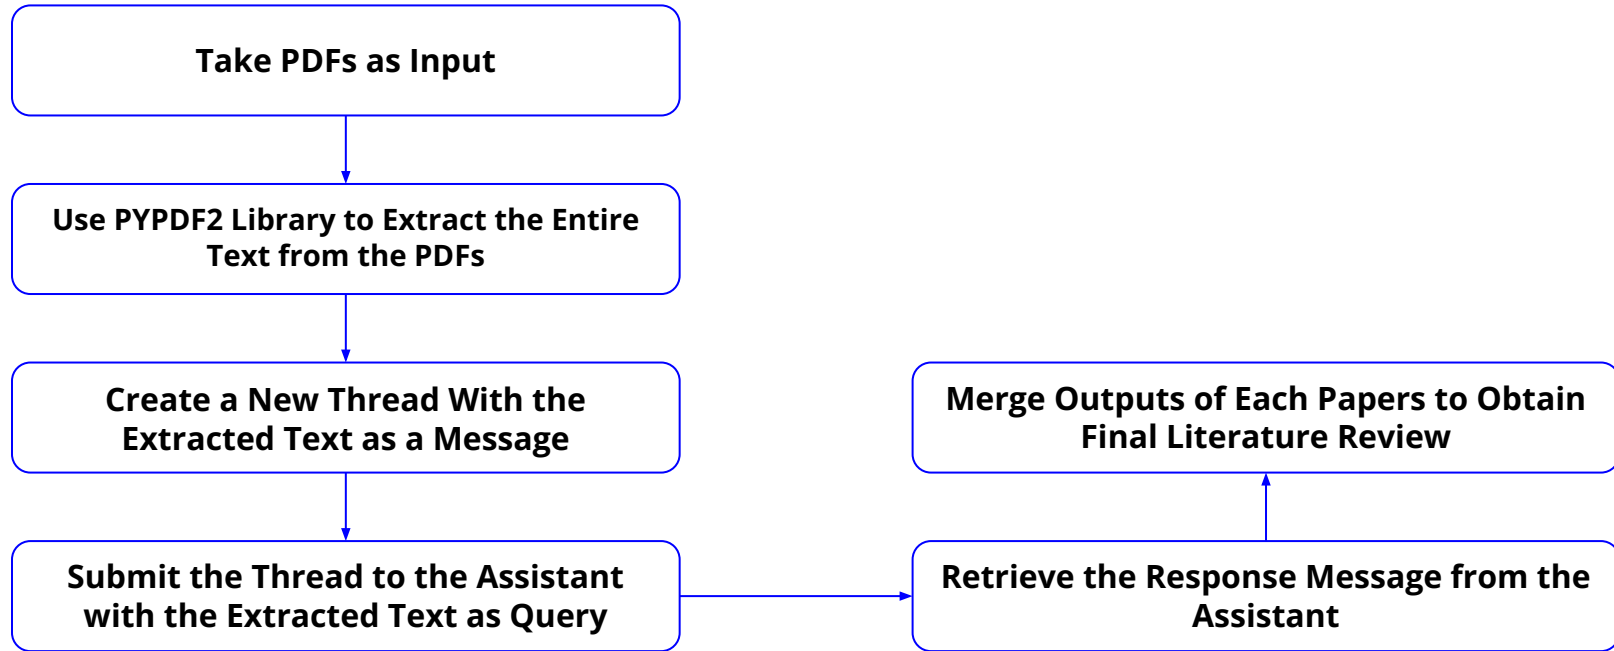 Take PDFs as Input
Use PYPDF2 Library to Extract the Entire
Text from the PDFs
Create a New Thread With the
Extracted Text as a Message
Submit the Thread to the Assistant
with the Extracted Text as Query
Retrieve the Response Message from the
Assistant
Merge Outputs of Each Papers to Obtain
Final Literature Review